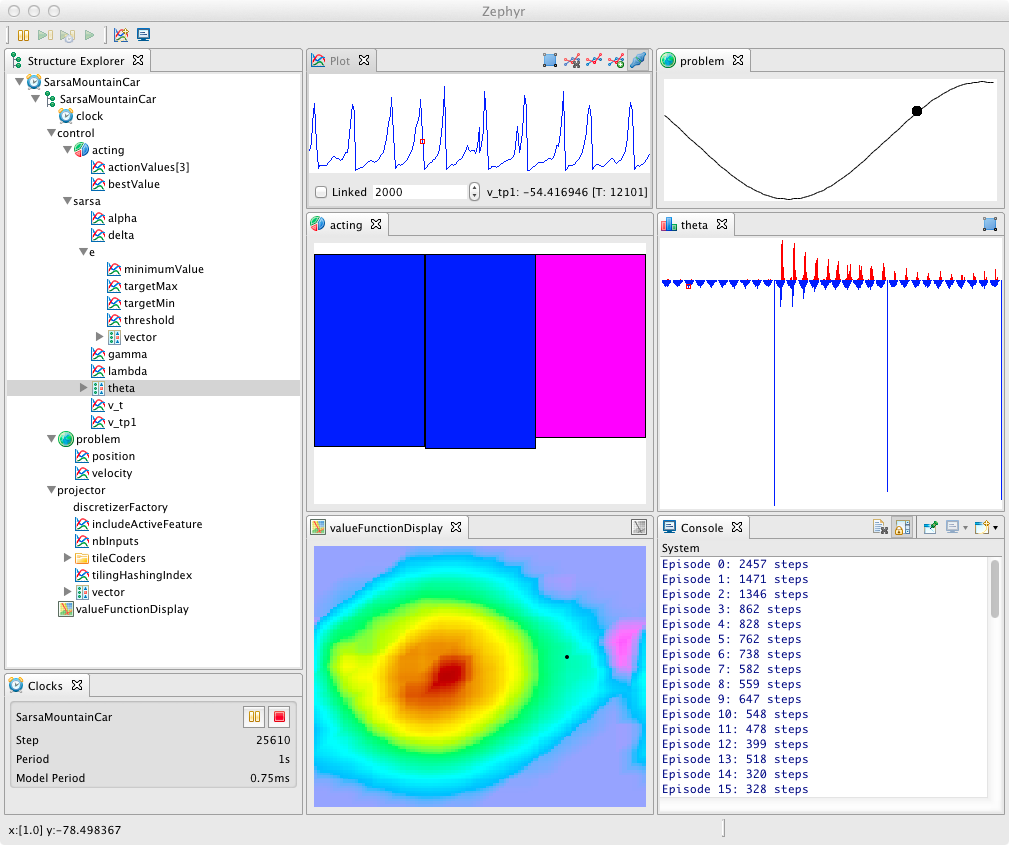 Zephyr
Structure Explorer
SarsaMountainCar
SarsaMountainCar
clock
control
acting
actionValues[3]
bestValue
sarsa
alpha
delta
e
minimumValue
targetMax
targetMin
threshold
vector
gamma
lambda
theta
v_t
v_tp1
problem
position
velocity
projector
discretizerFactory
includeActiveFeature
nbInputs
tileCoders
tilingHashingIndex
vector
valueFunctionDisplay
Clocks
SarsaMountainCar
Step 25610
Period 1s
Model Period 0.75ms
Plot
Linked 2000 v_tp1: -54.416946 [T: 12101]
problem
acting
theta
valueFunctionDisplay
Console
System
Episode 0: 2457 steps
Episode 1: 1471 steps
Episode 2: 1346 steps
Episode 3: 862 steps
Episode 4: 828 steps
Episode 5: 762 steps
Episode 6: 738 steps
Episode 7: 582 steps
Episode 8: 559 steps
Episode 9: 647 steps
Episode 10: 548 steps
Episode 11: 478 steps
Episode 12: 399 steps
Episode 13: 518 steps
Episode 14: 320 steps
Episode 15: 328 steps
x:[1.0] y:-78.498367